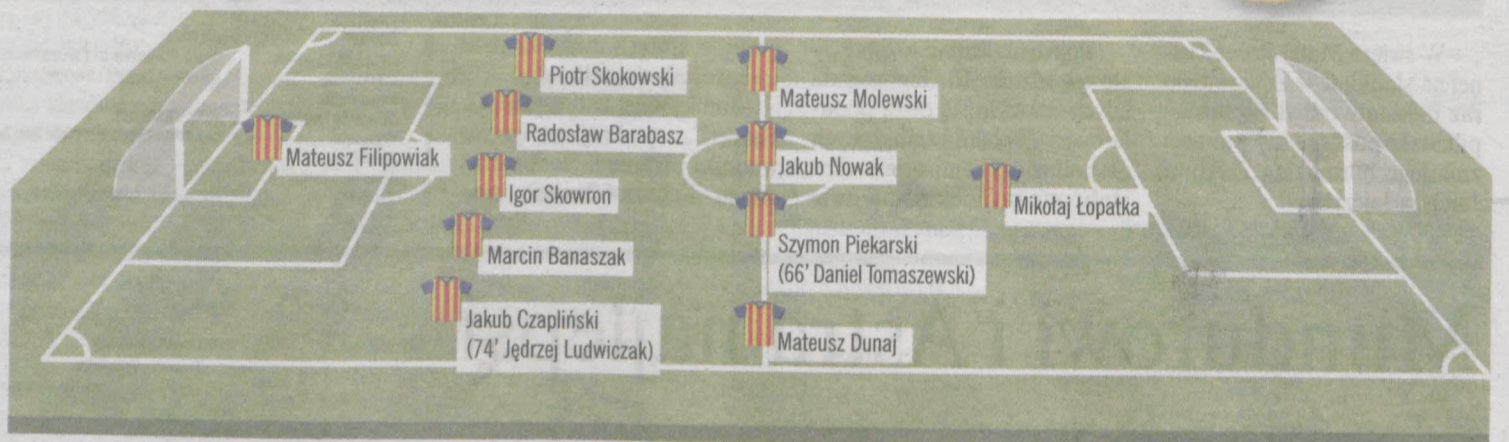 Mateusz Filipowiak
Piotr Skokowski
Radosław Barabasz
Igor Skowron
Marcin Banaszak
Jakub Czapliński
(74' Jędrzej Ludwiczak)
Mateusz Molewski
Jakub Nowak
Szymon Piekarski
(66' Daniel Tomaszewski)
Mateusz Dunaj
Mikołaj Łopatka